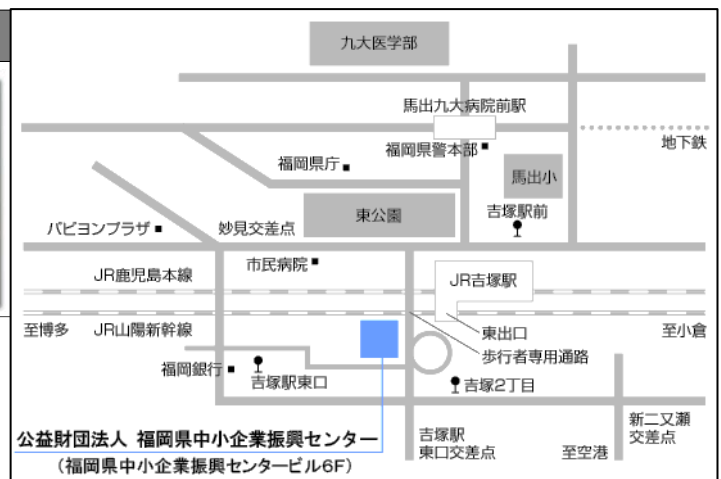 九大医学部
馬出九大病院前駅
福岡県警本部
地下鉄
福岡県庁
馬出小
東公園
吉塚駅前
パピヨンプラザ
妙見交差点
市民病院
JR鹿児島本線
JR吉塚駅
至博多
JR山陽新幹線
東出口
至小倉
歩行者専用通路
福岡銀行
吉塚駅東口
吉塚2丁目
公益財団法人 福岡県中小企業振興センター
(福岡県中小企業振興センタービル6F)
吉塚駅
東口交差点
至空港
新二又瀬
交差点